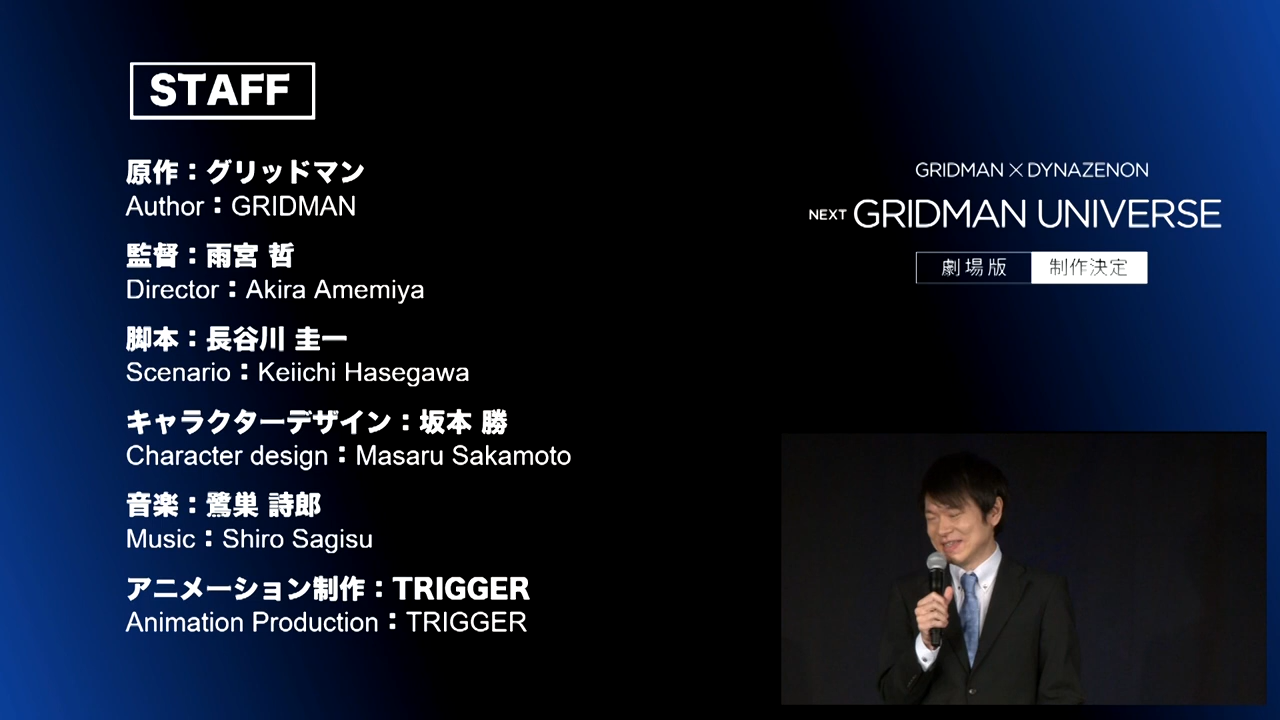 STAFF
原作：グリッドマン
Author：GRIDMAN
監督：雨宮 哲
Director：Akira Amemiya
脚本：長谷川 圭一
Scenario：Keiichi Hasegawa
キャラクターデザイン：坂本 勝
Character design：Masaru Sakamoto
音楽：鷺巣 詩郎
Music：Shiro Sagisu
アニメーション制作：TRIGGER
Animation Production：TRIGGER
GRIDMAN × DYNAZENON
NEXT GRIDMAN UNIVERSE
劇場版 制作決定